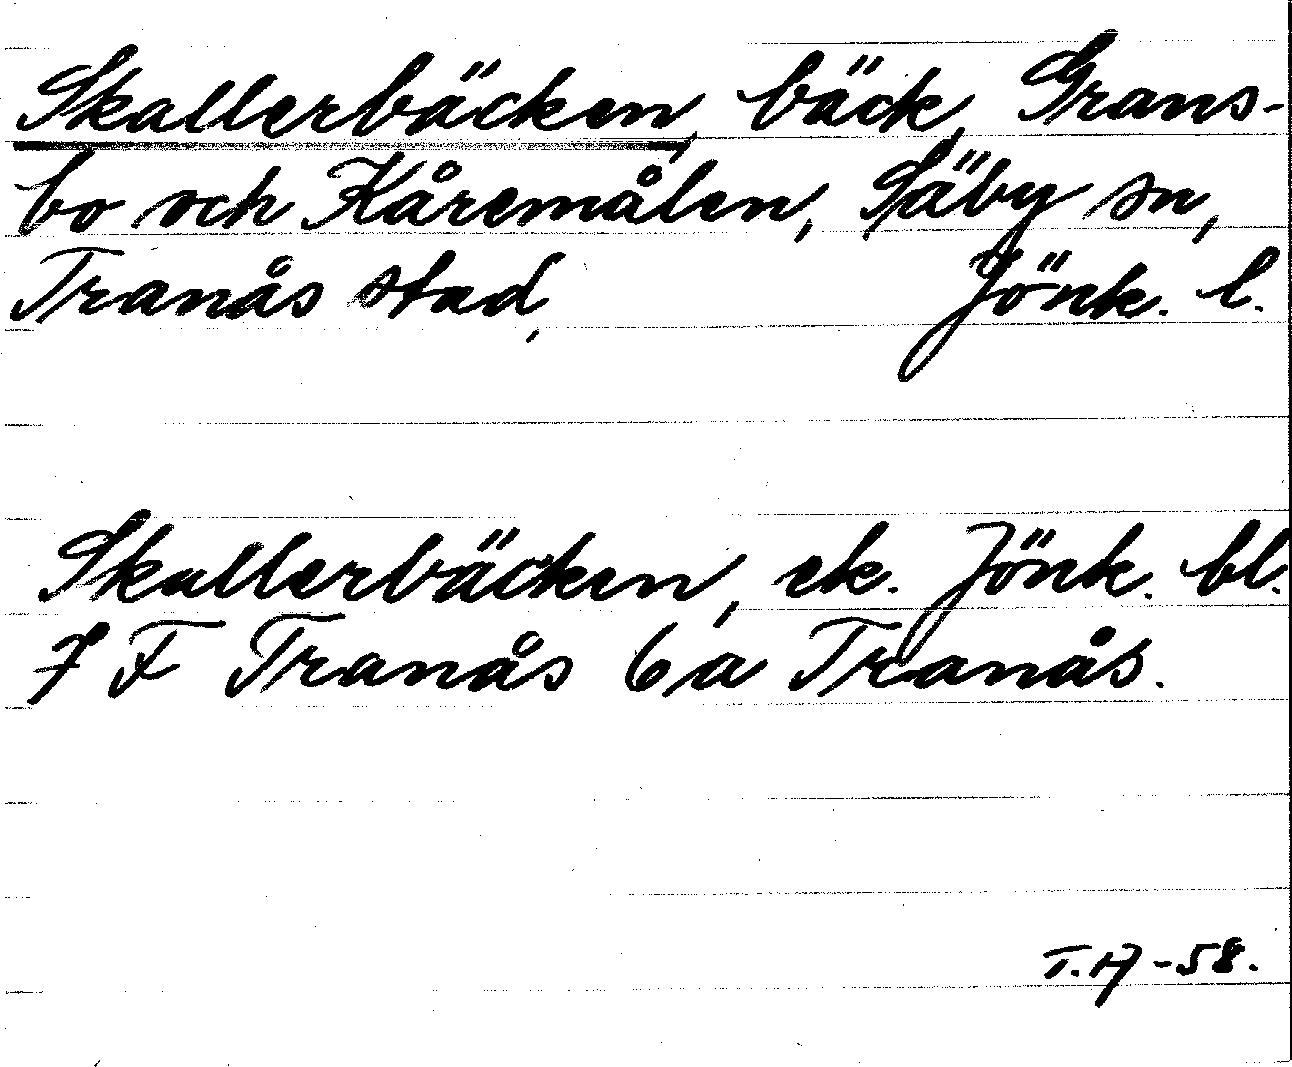 Skallerbäcken, bäck, Grans-
bo och Kåremålen, Säby sn,
Tranås stad, Jönk. l.
Skallerbäcken, ek. Jönk. bl.
7 F Tranås 6 a Tranås.
T.H -58.